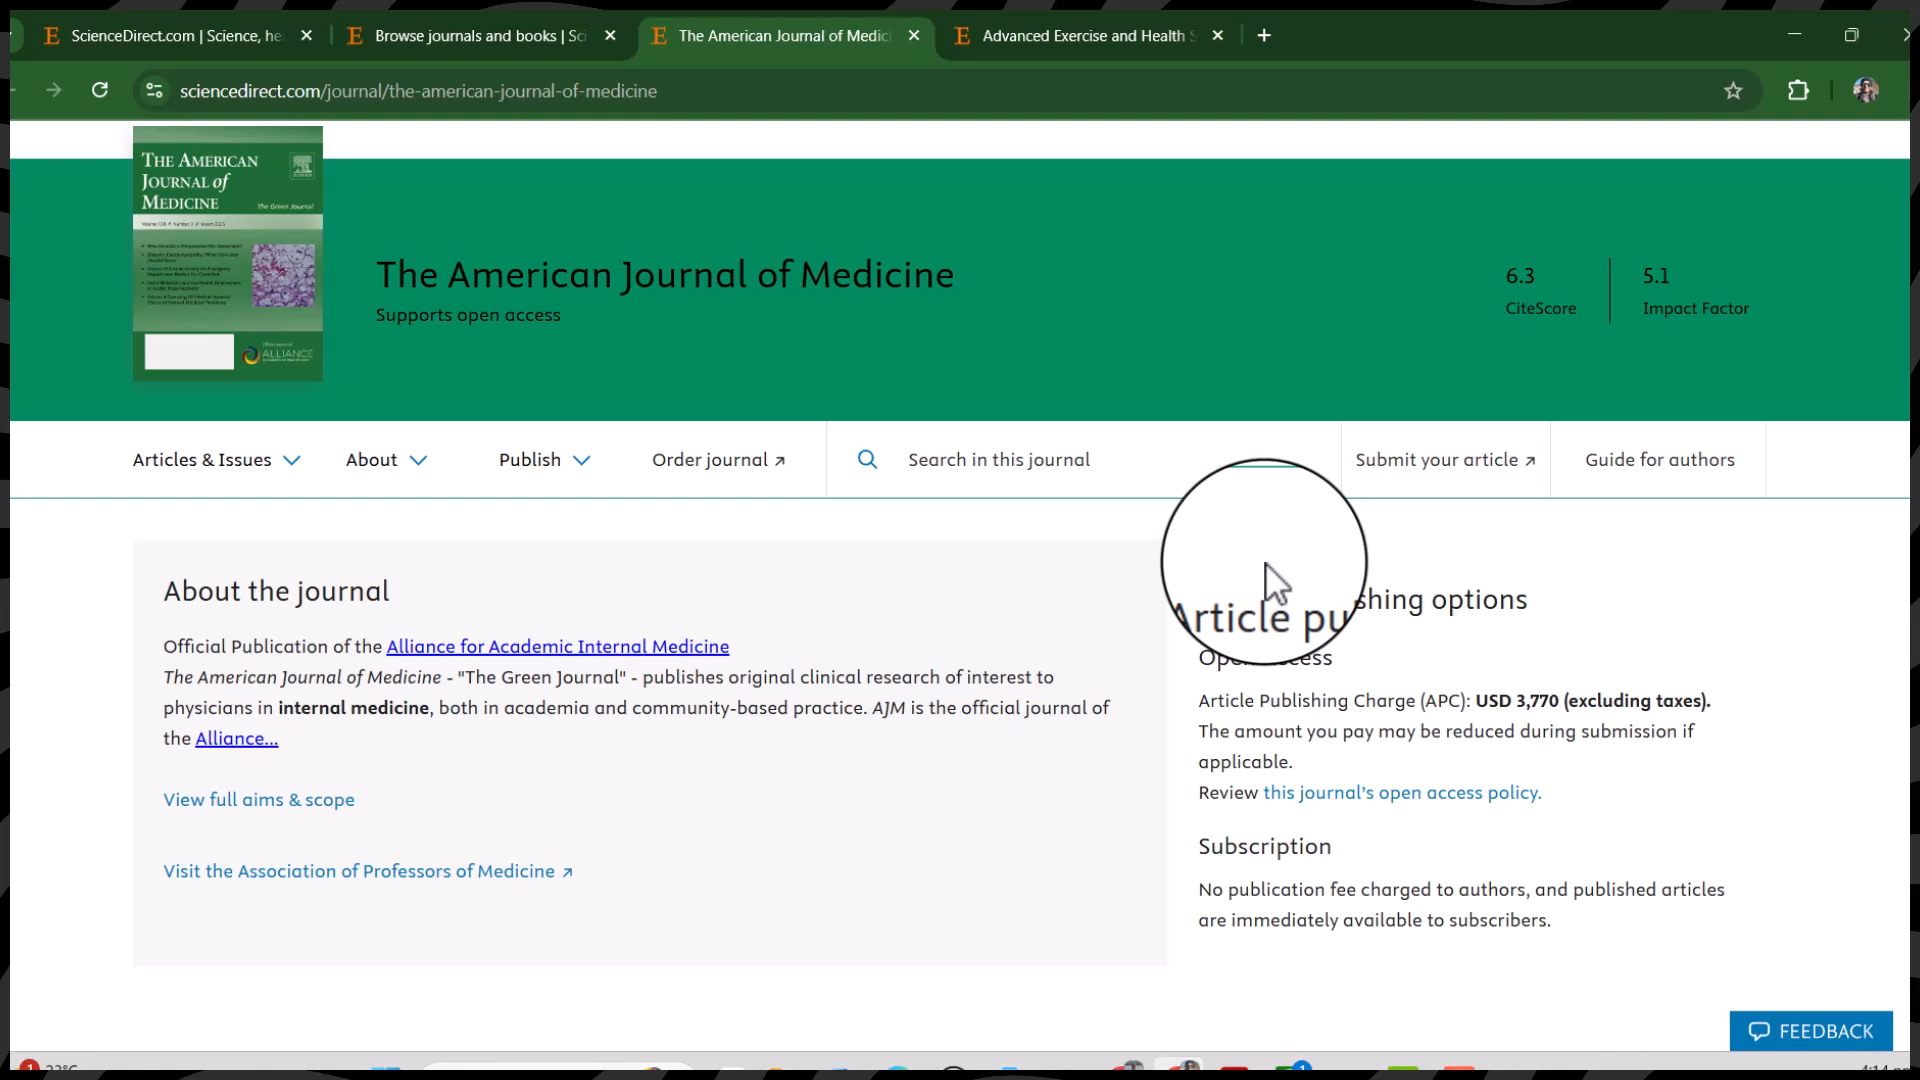 ScienceDirect.com | Science, he
Browse journals and books | Sci
The American Journal of Medici
Advanced Exercise and Health S
sciencedirect.com/journal/the-american-journal-of-medicine
THE AMERICAN
JOURNAL of
MEDICINE
The Green Journal
ALLIANCE
The American Journal of Medicine
Supports open access
6.3
CiteScore
5.1
Impact Factor
Articles & Issues
About
Publish
Order journal ↗
Search in this journal
Submit your article ↗
Guide for authors
About the journal
Official Publication of the Alliance for Academic Internal Medicine
The American Journal of Medicine - "The Green Journal" - publishes original clinical research of interest to
physicians in internal medicine, both in academia and community-based practice. AJM is the official journal of
the Alliance...
View full aims & scope
Visit the Association of Professors of Medicine ↗
Article pu shing options
Open access
Article Publishing Charge (APC): USD 3,770 (excluding taxes).
The amount you pay may be reduced during submission if
applicable.
Review this journal's open access policy.
Subscription
No publication fee charged to authors, and published articles
are immediately available to subscribers.
FEEDBACK